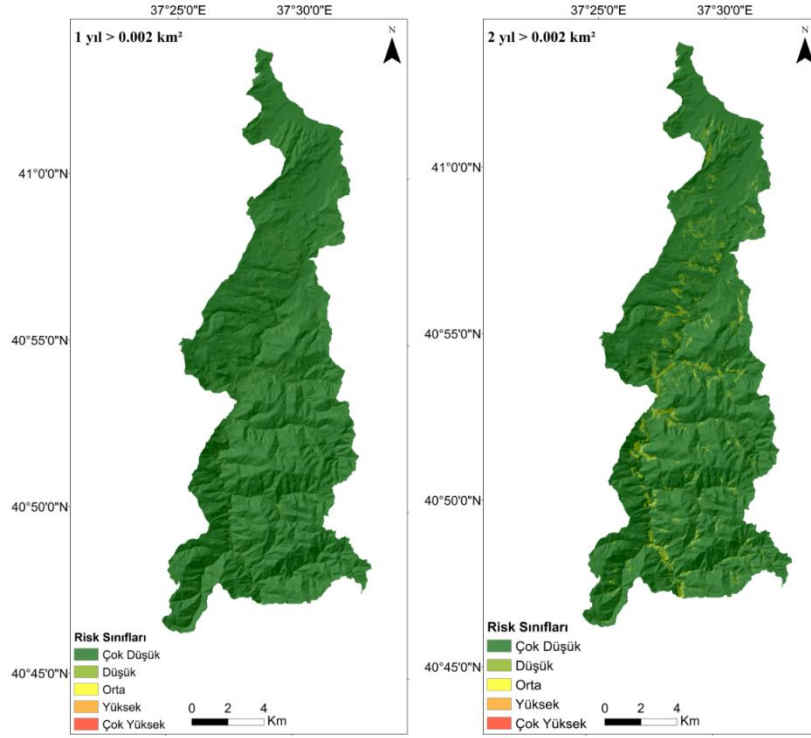 37°25'0"E 37°30'0"E
1 yıl > 0.002 km²
N
41°0'0"N
40°55'0"N
40°50'0"N
40°45'0"N
Risk Sınıfları
Çok Düşük
Düşük
Orta
Yüksek
Çok Yüksek
0 2 4
Km
37°25'0"E 37°30'0"E
2 yıl > 0.002 km²
N
41°0'0"N
40°55'0"N
40°50'0"N
40°45'0"N
Risk Sınıfları
Çok Düşük
Düşük
Orta
Yüksek
Çok Yüksek
0 2 4
Km